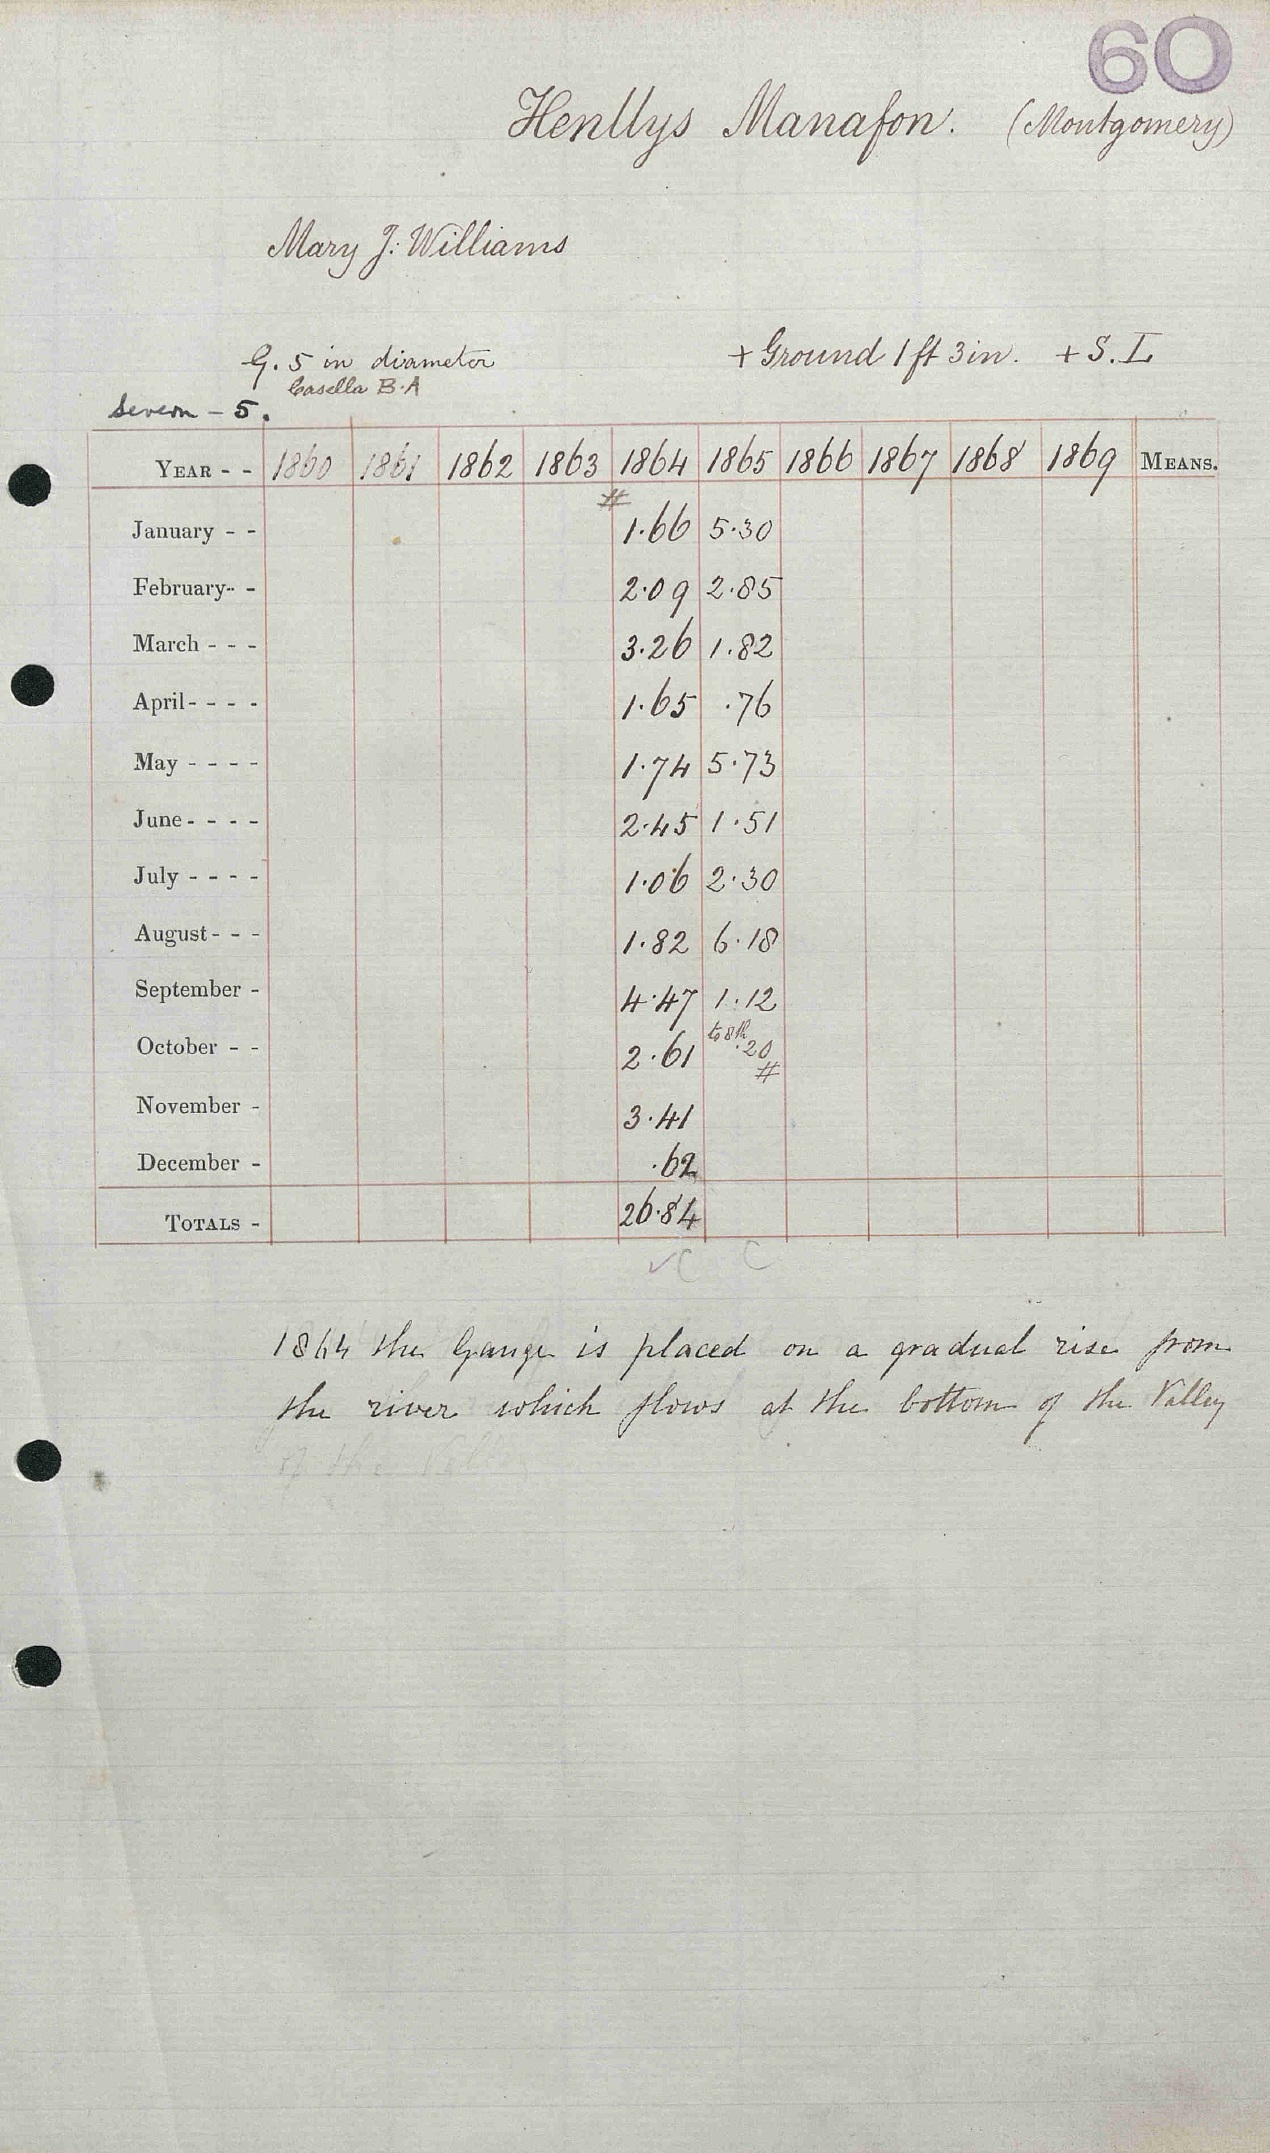 60
Henllys Manafon. (Montgomery)
Mary J. Williams
G. 5 in diameter
Casella B.A
+ Ground 1 ft 3 in. + S. L
Severn - 5.
YEAR - - 1860 1861 1862 1863 1864 1865 1866 1867 1868 1869 MEANS.
#
January - - 1.66 5.30
February- - 2.09 2.85
March - - - 3.26 1.82
April - - - - 1.65 .76
May - - - - 1.74 5.73
June - - - - 2.45 1.51
July - - - - 1.06 2.30
August - - - 1.82 6.18
September - 4.47 1.12
to 8th
October - - 2.61 .20
#
November - 3.41
December - .62
TOTALS - 26.84
✓ C C
1864 the Gauge is placed on a gradual rise from
the river which flows at the bottom of the Valley
of the Valley